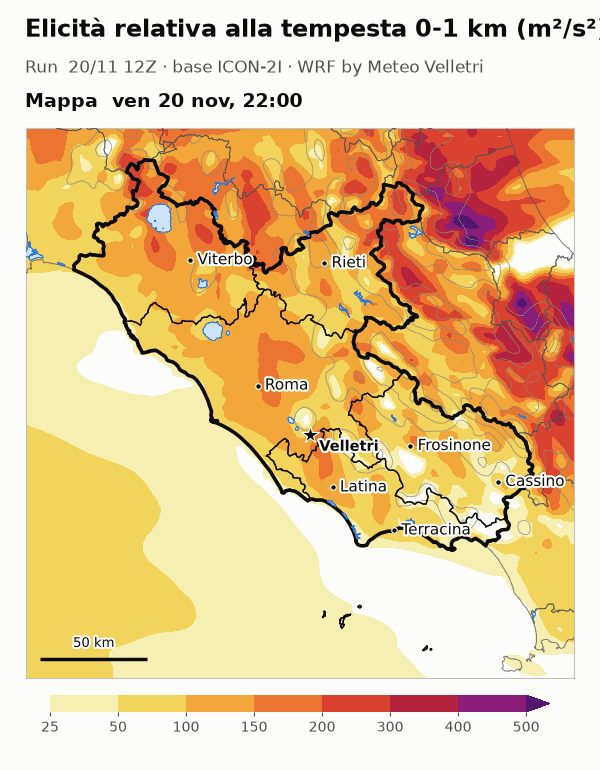 Elicità relativa alla tempesta 0-1 km (m²/s²)
Run 20/11 12Z · base ICON-2I · WRF by Meteo Velletri
Mappa ven 20 nov, 22:00
Viterbo
Rieti
Roma
Velletri
Frosinone
Cassino
Latina
Terracina
50 km
25 50 100 150 200 300 400 500